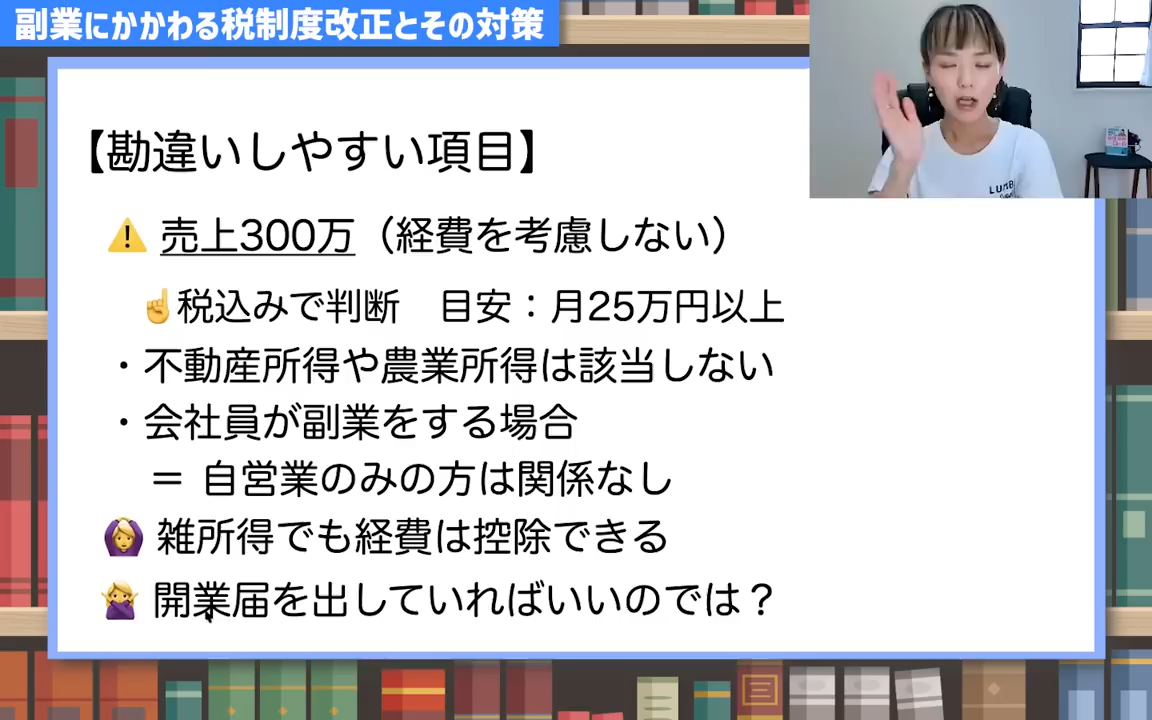 副業にかかわる税制度改正とその対策
【勘違いしやすい項目】
⚠️ 売上300万（経費を考慮しない）
☝税込みで判断　目安：月25万円以上
・不動産所得や農業所得は該当しない
・会社員が副業をする場合
＝ 自営業のみの方は関係なし
🙆‍♀️ 雑所得でも経費は控除できる
🙅‍♀️ 開業届を出していればいいのでは？